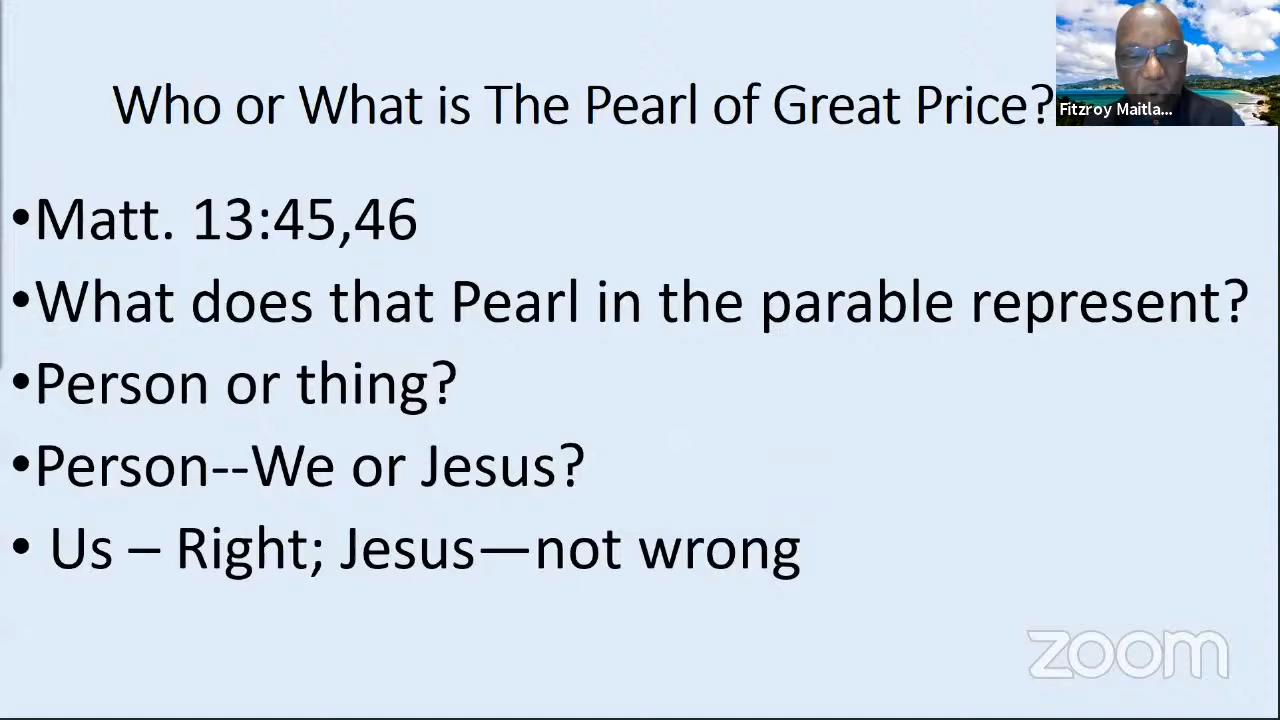 Who or What is The Pearl of Great Price?
Fitzroy Maitla...
•Matt. 13:45,46
•What does that Pearl in the parable represent?
•Person or thing?
•Person--We or Jesus?
• Us – Right; Jesus—not wrong
zoom